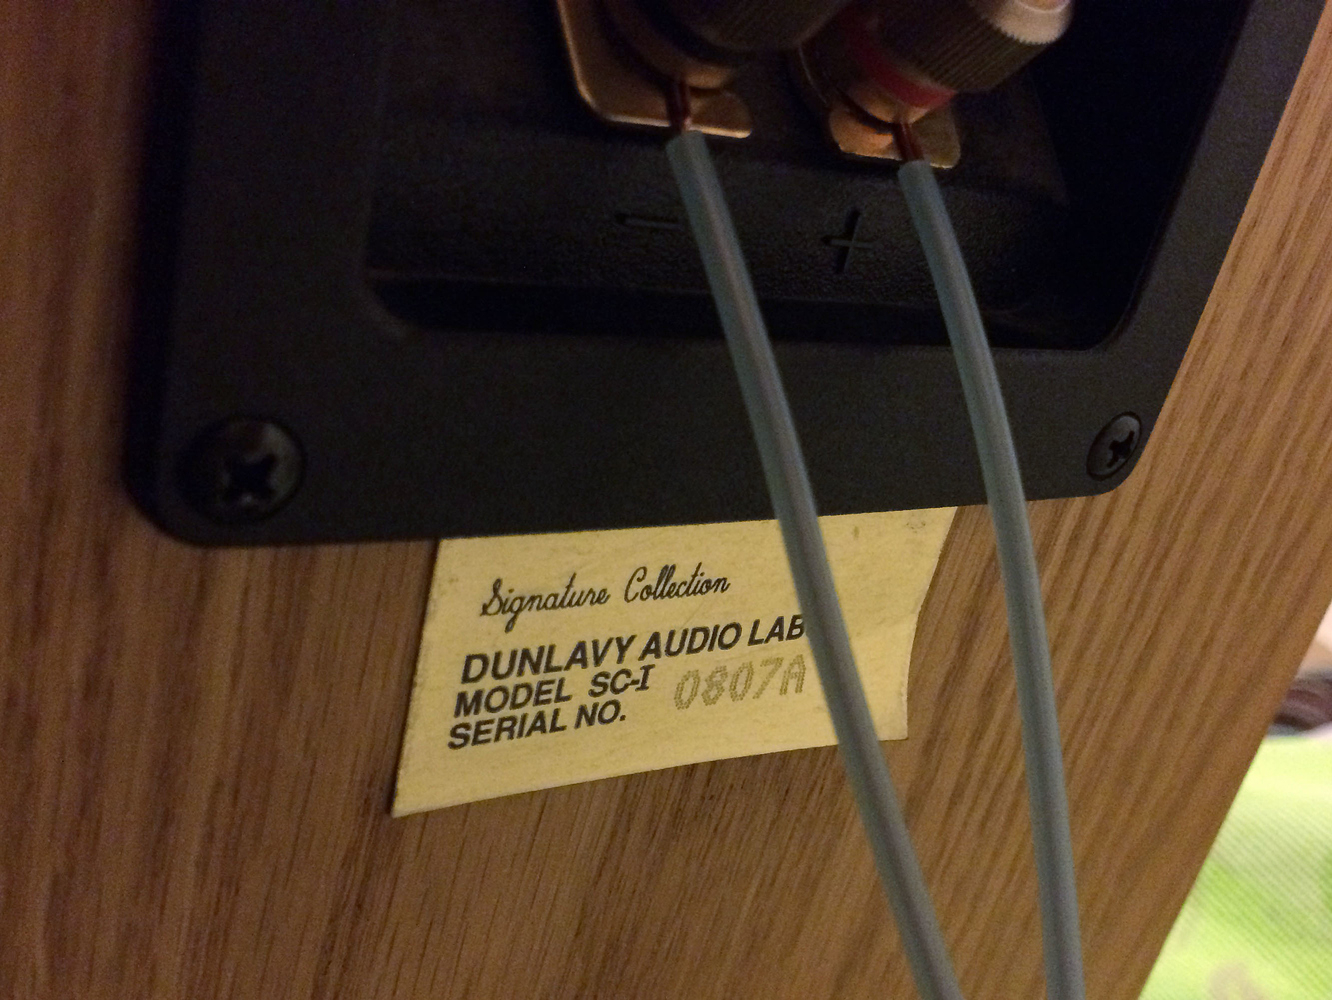 − +
Signature Collection
DUNLAVY AUDIO LAB
MODEL SC-I
SERIAL NO. 0807A